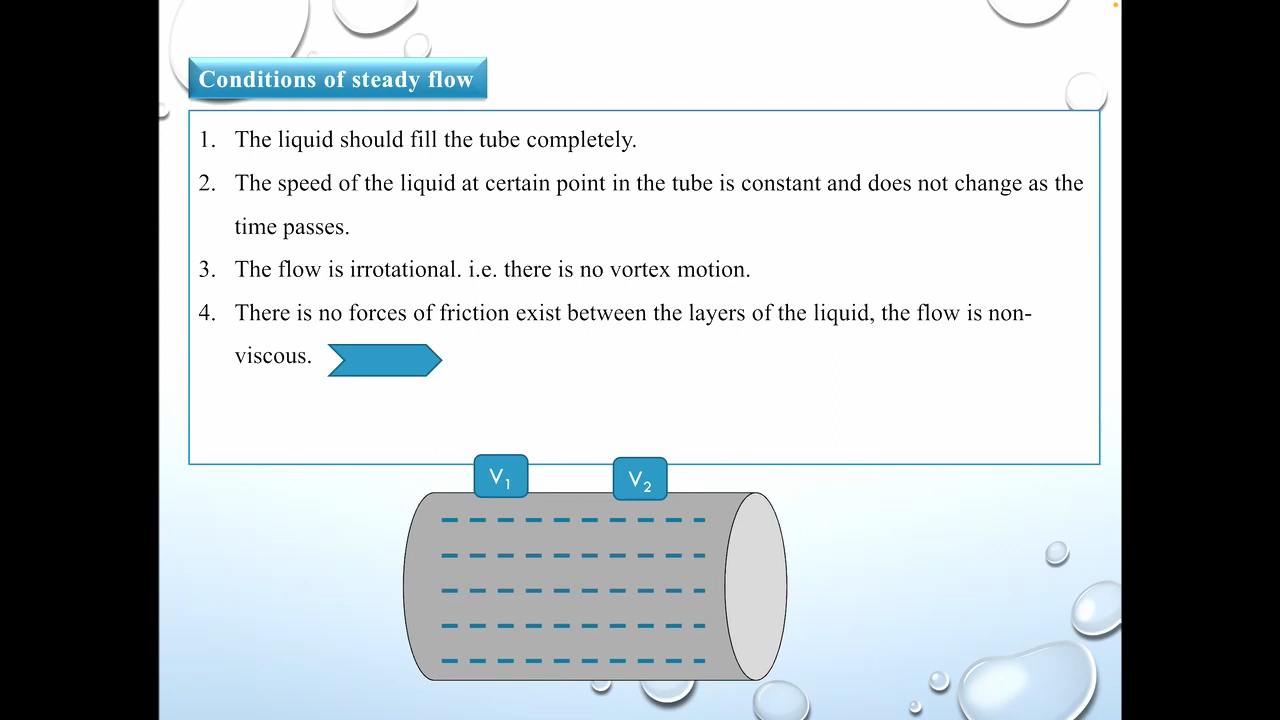 Conditions of steady flow
1. The liquid should fill the tube completely.
2. The speed of the liquid at certain point in the tube is constant and does not change as the
time passes.
3. The flow is irrotational. i.e. there is no vortex motion.
4. There is no forces of friction exist between the layers of the liquid, the flow is non-
viscous.
V1 V2